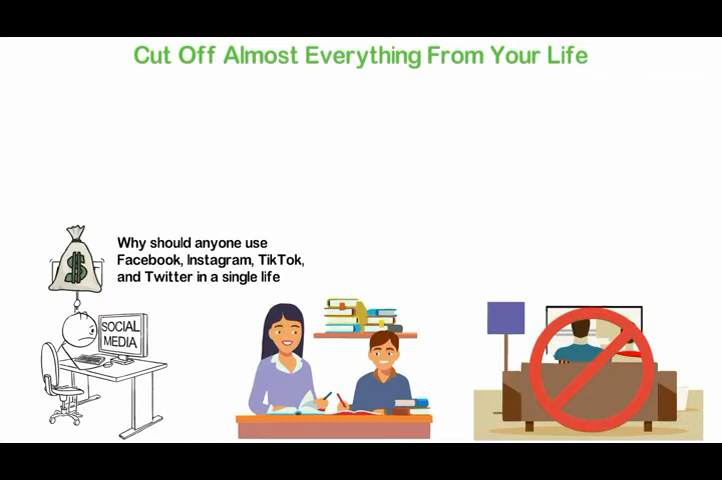 Cut Off Almost Everything From Your Life
Why should anyone use
Facebook, Instagram, TikTok,
and Twitter in a single life
$
SOCIAL
MEDIA